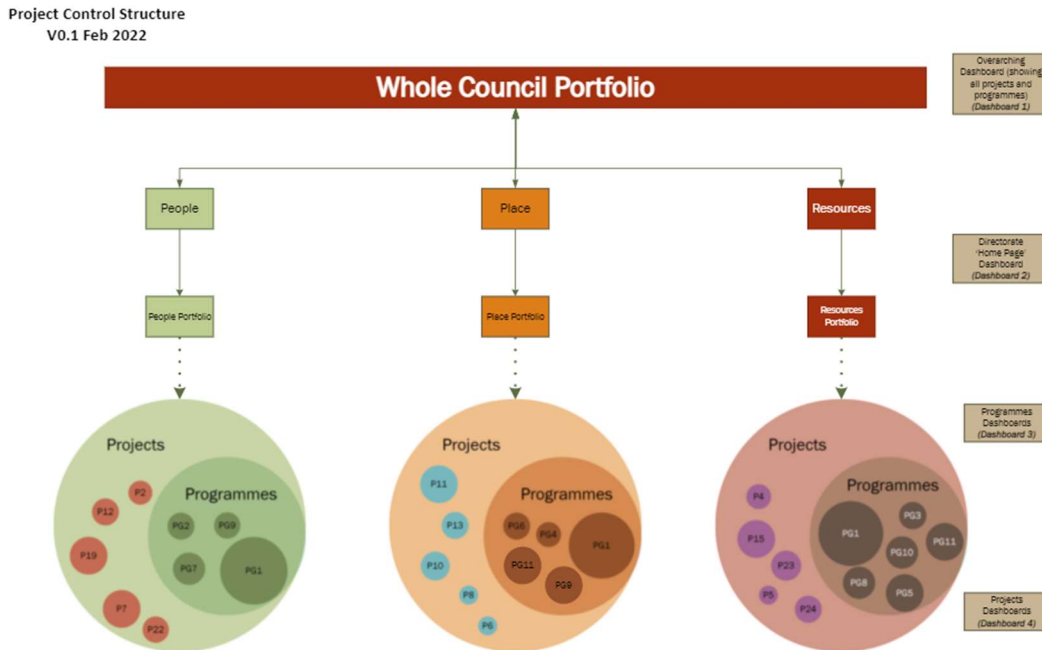 Project Control Structure
V0.1 Feb 2022
Whole Council Portfolio
Overarching
Dashboard (showing
all projects and
programmes)
(Dashboard 1)
People
Place
Resources
Directorate
'Home Page'
Dashboard
(Dashboard 2)
People Portfolio
Place Portfolio
Resources
Portfolio
Programmes
Dashboards
(Dashboard 3)
Projects
Programmes
P2
P12
P19
P7
P22
PG2
PG9
PG7
PG1
Projects
Programmes
P11
P13
P10
P8
P6
PG4
PG1
PG11
PG9
Projects
Programmes
P4
P15
P23
P5
P24
PG1
PG3
PG11
PG10
PG8
PG5
Projects
Dashboards
(Dashboard 4)